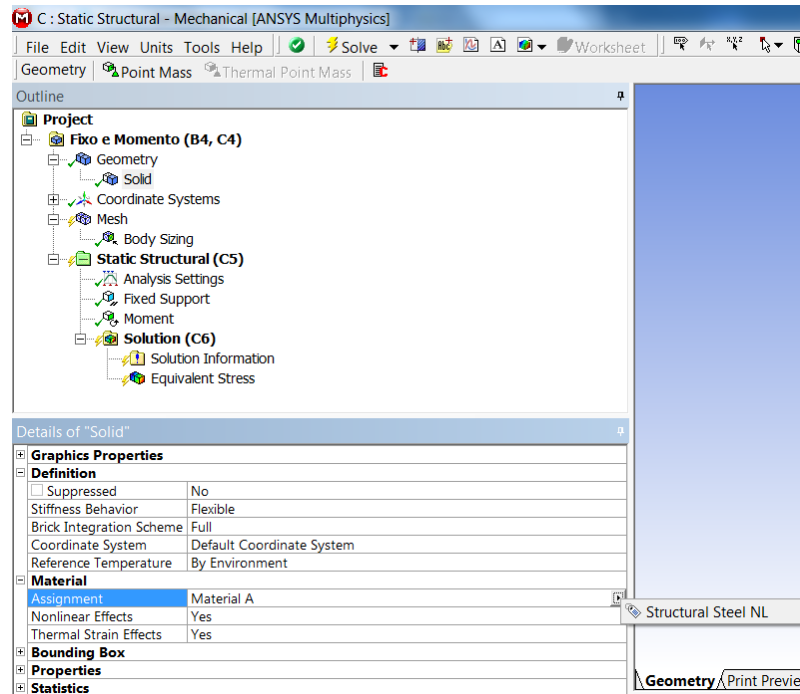 C : Static Structural - Mechanical [ANSYS Multiphysics]
File Edit View Units Tools Help Solve Worksheet
Geometry Point Mass Thermal Point Mass
Outline
Project
Fixo e Momento (B4, C4)
Geometry
Solid
Coordinate Systems
Mesh
Body Sizing
Static Structural (C5)
Analysis Settings
Fixed Support
Moment
Solution (C6)
Solution Information
Equivalent Stress
Details of "Solid"
Graphics Properties
Definition
Suppressed No
Stiffness Behavior Flexible
Brick Integration Scheme Full
Coordinate System Default Coordinate System
Reference Temperature By Environment
Material
Assignment Material A
Structural Steel NL
Nonlinear Effects Yes
Thermal Strain Effects Yes
Bounding Box
Properties
Statistics
Geometry Print Previe